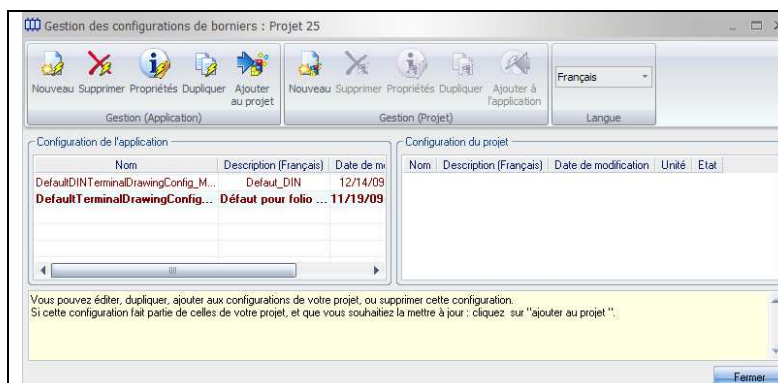 Gestion des configurations de borniers : Projet 25
Nouveau Supprimer Propriétés Dupliquer Ajouter au projet
Gestion (Application)
Nouveau Supprimer Propriétés Dupliquer Ajouter à l'application
Gestion (Projet)
Français
Langue
Configuration de l'application
Nom Description (Français) Date de m
DefaultDINTerminalDrawingConfig_M... Defaut_DIN 12/14/09
DefaultTerminalDrawingConfig... Défaut pour folio ... 11/19/09
Configuration du projet
Nom Description (Français) Date de modification Unité Etat
Vous pouvez éditer, dupliquer, ajouter aux configurations de votre projet, ou supprimer cette configuration.
Si cette configuration fait partie de celles de votre projet, et que vous souhaitiez la mettre à jour : cliquez sur "ajouter au projet ".
Fermer